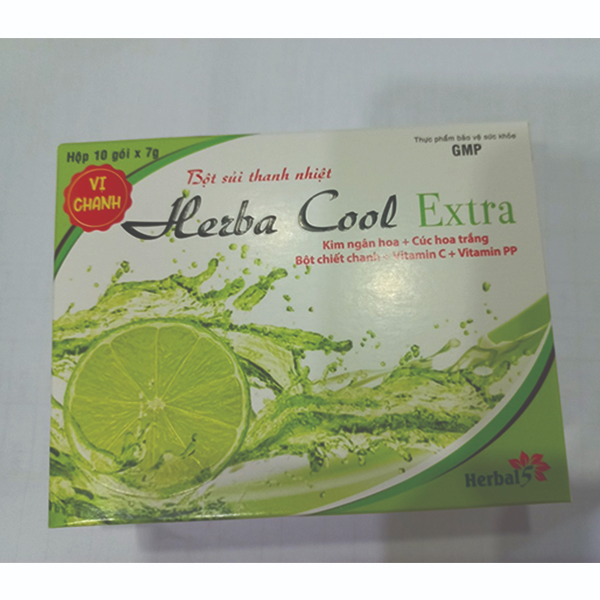 Hộp 10 gói x 7g
Thực phẩm bảo vệ sức khỏe
GMP
VỊ
CHANH
Bột sủi thanh nhiệt
Herba Cool Extra
Kim ngân hoa + Cúc hoa trắng
Bột chiết chanh + Vitamin C + Vitamin PP
Herbal5